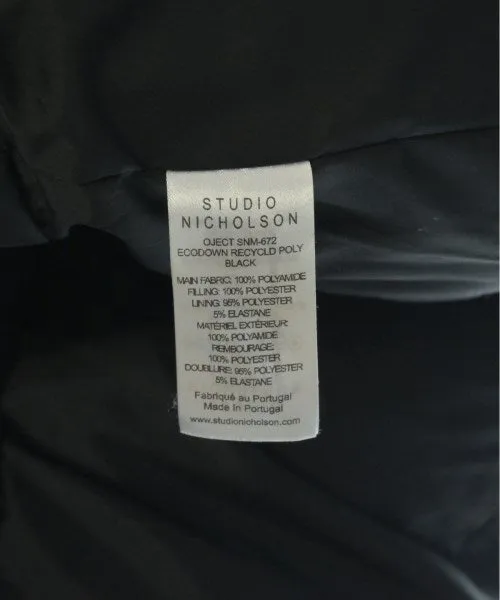 STUDIO
NICHOLSON
OJECT SNM-672
ECODOWN RECYCLD POLY
BLACK
MAIN FABRIC: 100% POLYAMIDE
FILLING: 100% POLYESTER
LINING: 95% POLYESTER
5% ELASTANE
MATÉRIEL EXTÉRIEUR:
100% POLYAMIDE
REMBOURAGE:
100% POLYESTER
DOUBLURE: 95% POLYESTER
5% ELASTANE
Fabriqué au Portugal
Made in Portugal
www.studionicholson.com